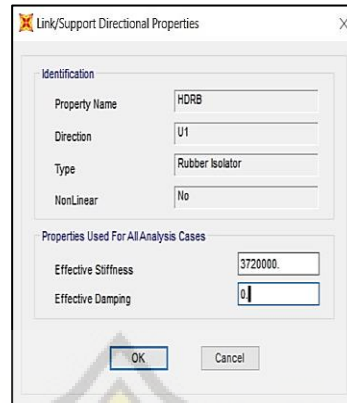 Link/Support Directional Properties X
Identification
Property Name HDRB
Direction U1
Type Rubber Isolator
NonLinear No
Properties Used For All Analysis Cases
Effective Stiffness 3720000.
Effective Damping 0.
OK Cancel